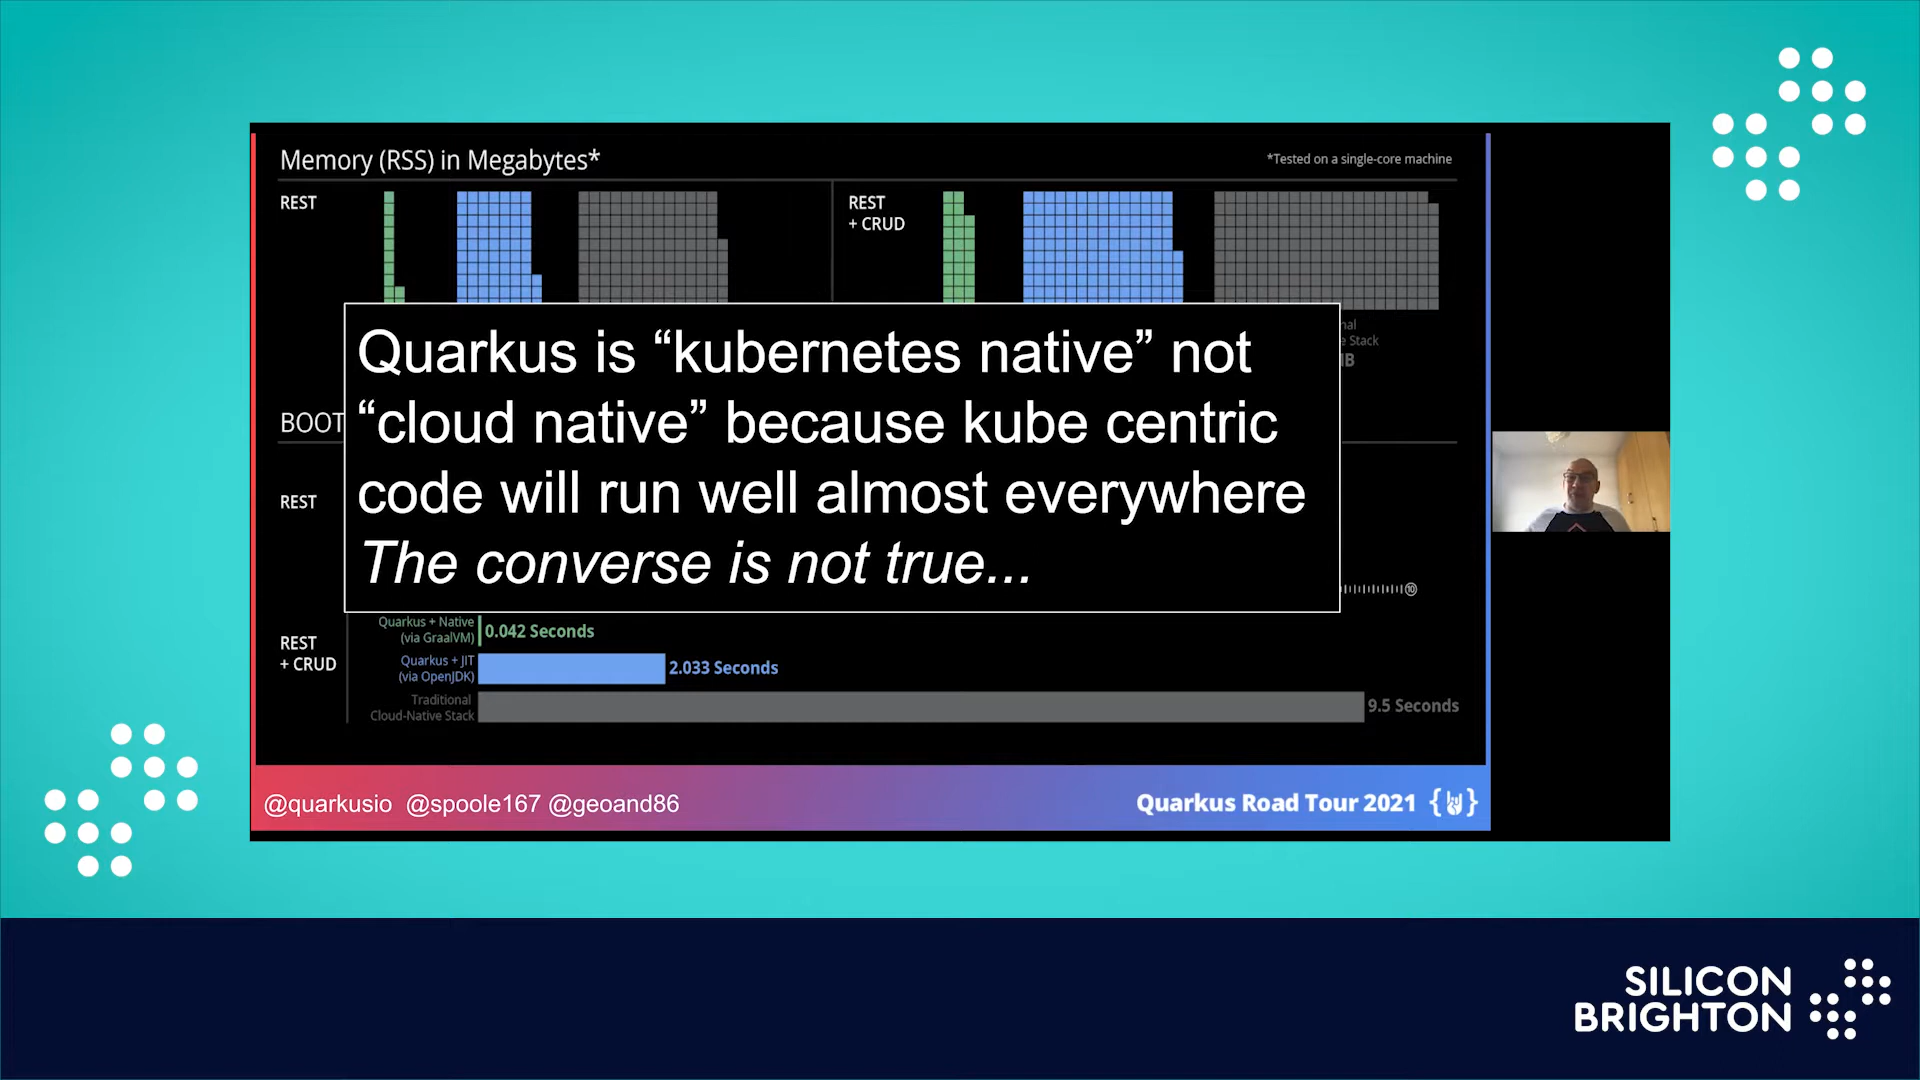 Memory (RSS) in Megabytes*
*Tested on a single-core machine
REST
REST
+ CRUD
Stack
Quarkus is “kubernetes native” not
“cloud native” because kube centric
code will run well almost everywhere
The converse is not true...
BOOT
REST
10
REST
+ CRUD
Quarkus + Native
(via GraalVM)
0.042 Seconds
Quarkus + JIT
(via OpenJDK)
2.033 Seconds
Traditional
Cloud-Native Stack
9.5 Seconds
@quarkusio @spoole167 @geoand86
Quarkus Road Tour 2021
SILICON
BRIGHTON